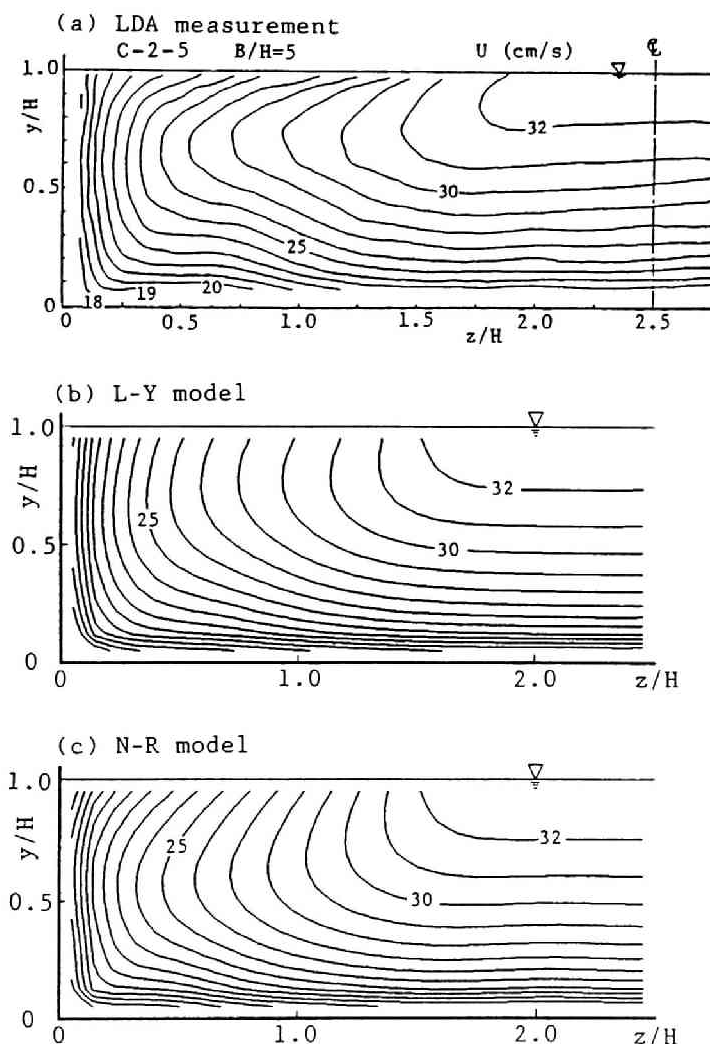 (a) LDA measurement
C-2-5 B/H=5 U (cm/s) ℄
1.0
y/H
32
0.5
30
25
18 19 20
0
0 0.5 1.0 1.5 2.0 2.5
z/H
(b) L-Y model
1.0
y/H
32
25
0.5
30
0
0 1.0 2.0 z/H
(c) N-R model
1.0
y/H
25 32
0.5
30
0
0 1.0 2.0 z/H